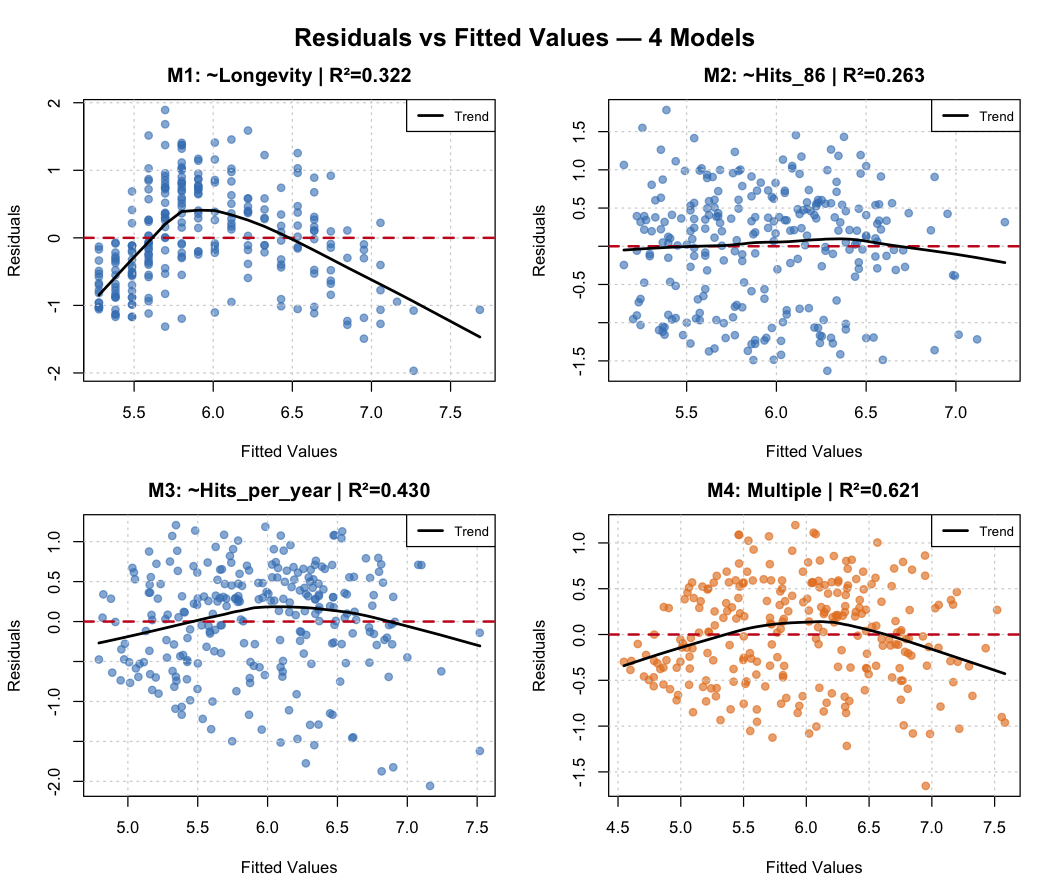 Residuals vs Fitted Values — 4 Models
M1: ~Longevity | R²=0.322
Trend
2
1
0
-1
-2
Residuals
5.5 6.0 6.5 7.0 7.5
Fitted Values
M2: ~Hits_86 | R²=0.263
Trend
1.5
1.0
0.5
-0.5
-1.5
Residuals
5.5 6.0 6.5 7.0
Fitted Values
M3: ~Hits_per_year | R²=0.430
Trend
1.0
0.5
0.0
-1.0
-2.0
Residuals
5.0 5.5 6.0 6.5 7.0 7.5
Fitted Values
M4: Multiple | R²=0.621
Trend
1.0
0.5
0.0
-0.5
-1.0
-1.5
Residuals
4.5 5.0 5.5 6.0 6.5 7.0 7.5
Fitted Values